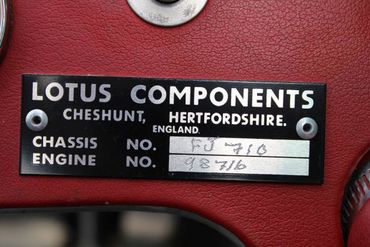 LOTUS COMPONENTS
CHESHUNT, HERTFORDSHIRE.
ENGLAND
CHASSIS NO. FJ 710
ENGINE NO. 98716